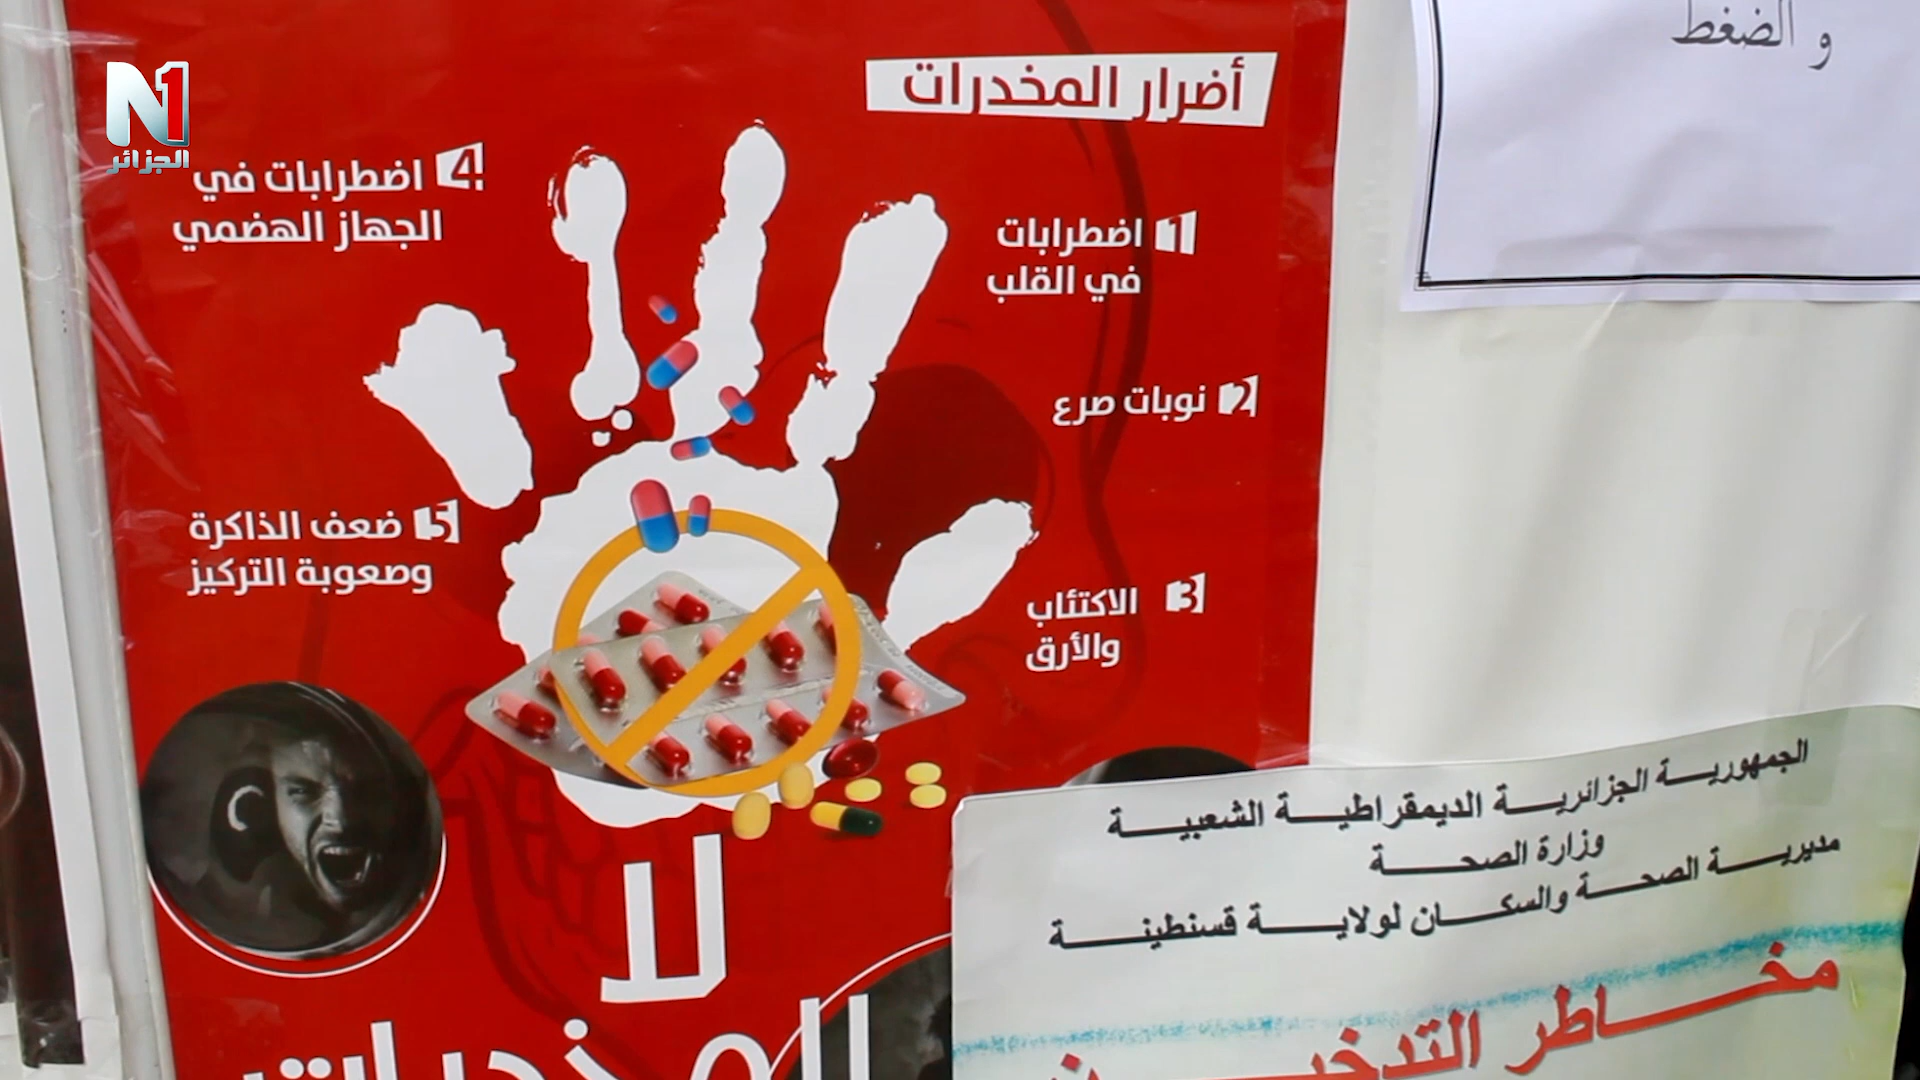 N1
الجزائر
و الضغط
أضرار المخدرات
1 اضطرابات
في القلب
2 نوبات صرع
3 الاكتئاب
والأرق
4 اضطرابات في
الجهاز الهضمي
5 ضعف الذاكرة
وصعوبة التركيز
لا
للمخدرات
الجمهورية الجزائرية الديمقراطية الشعبية
وزارة الصحة
مديرية الصحة والسكان لولاية قسنطينة
مخاطر التدخين